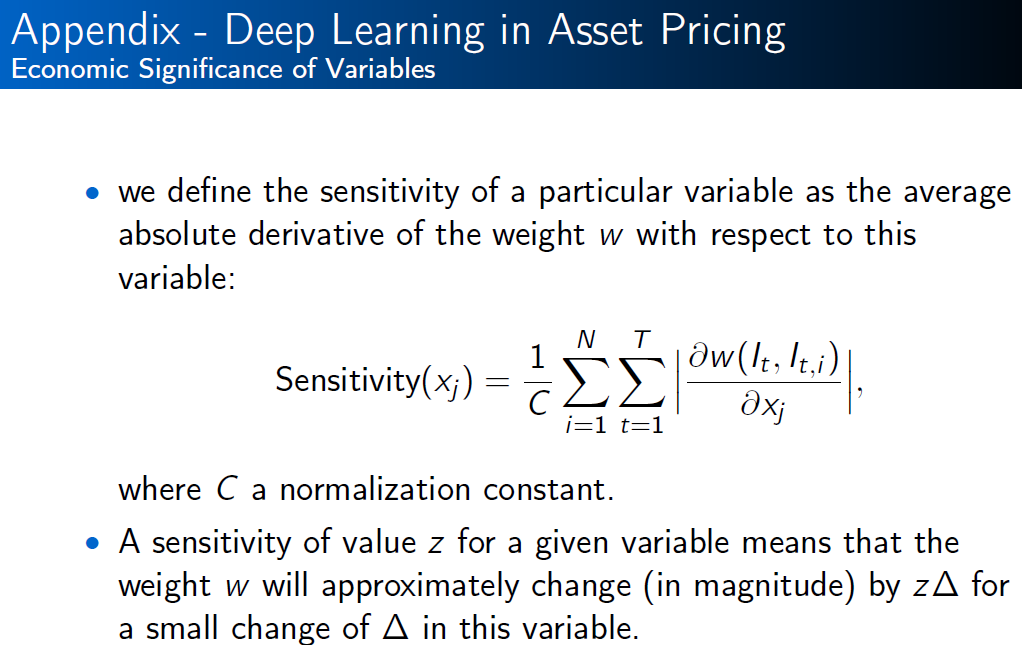 Appendix - Deep Learning in Asset Pricing
Economic Significance of Variables
• we define the sensitivity of a particular variable as the average
absolute derivative of the weight w with respect to this
variable:
Sensitivity(x_j) = \frac{1}{C} \sum_{i=1}^{N} \sum_{t=1}^{T} \left| \frac{\partial w(I_t, I_{t,i})}{\partial x_j} \right|,
where C a normalization constant.
• A sensitivity of value z for a given variable means that the
weight w will approximately change (in magnitude) by zΔ for
a small change of Δ in this variable.